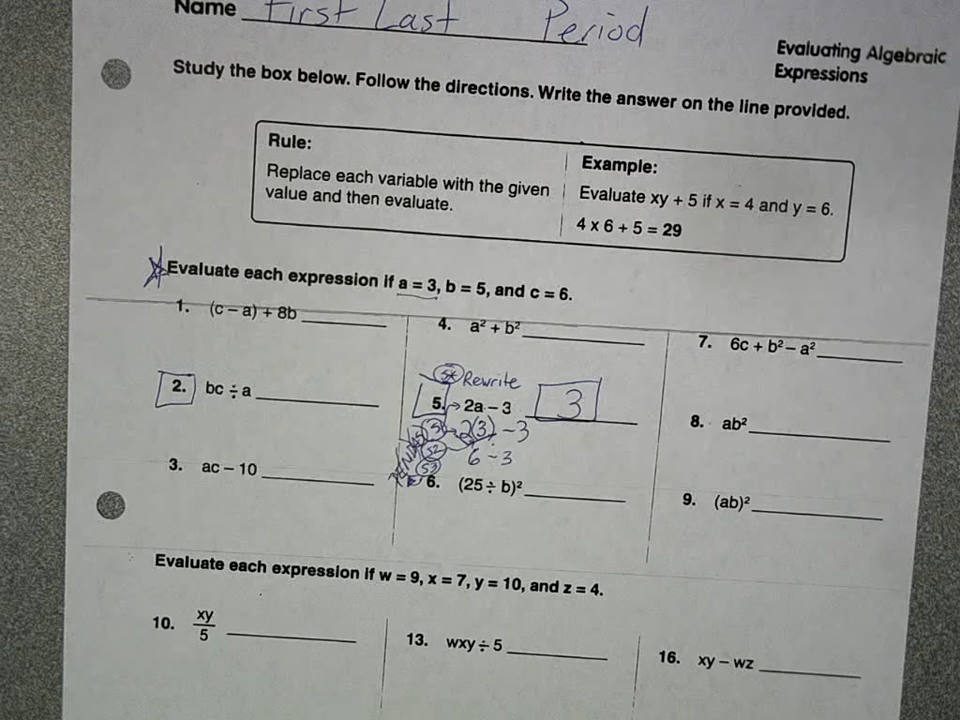 Name First Last Period
Evaluating Algebraic
Expressions
Study the box below. Follow the directions. Write the answer on the line provided.
Rule:
Replace each variable with the given
value and then evaluate.
Example:
Evaluate xy + 5 if x = 4 and y = 6.
4 x 6 + 5 = 29
Evaluate each expression if a = 3, b = 5, and c = 6.
1. (c – a) + 8b
2. bc ÷ a
3. ac – 10
4. a² + b²
Rewrite
5. → 2a – 3 3
2(3) – 3
6 – 3
6. (25 ÷ b)²
7. 6c + b² – a²
8. ab²
9. (ab)²
Evaluate each expression if w = 9, x = 7, y = 10, and z = 4.
10. xy/5
13. wxy ÷ 5
16. xy – wz